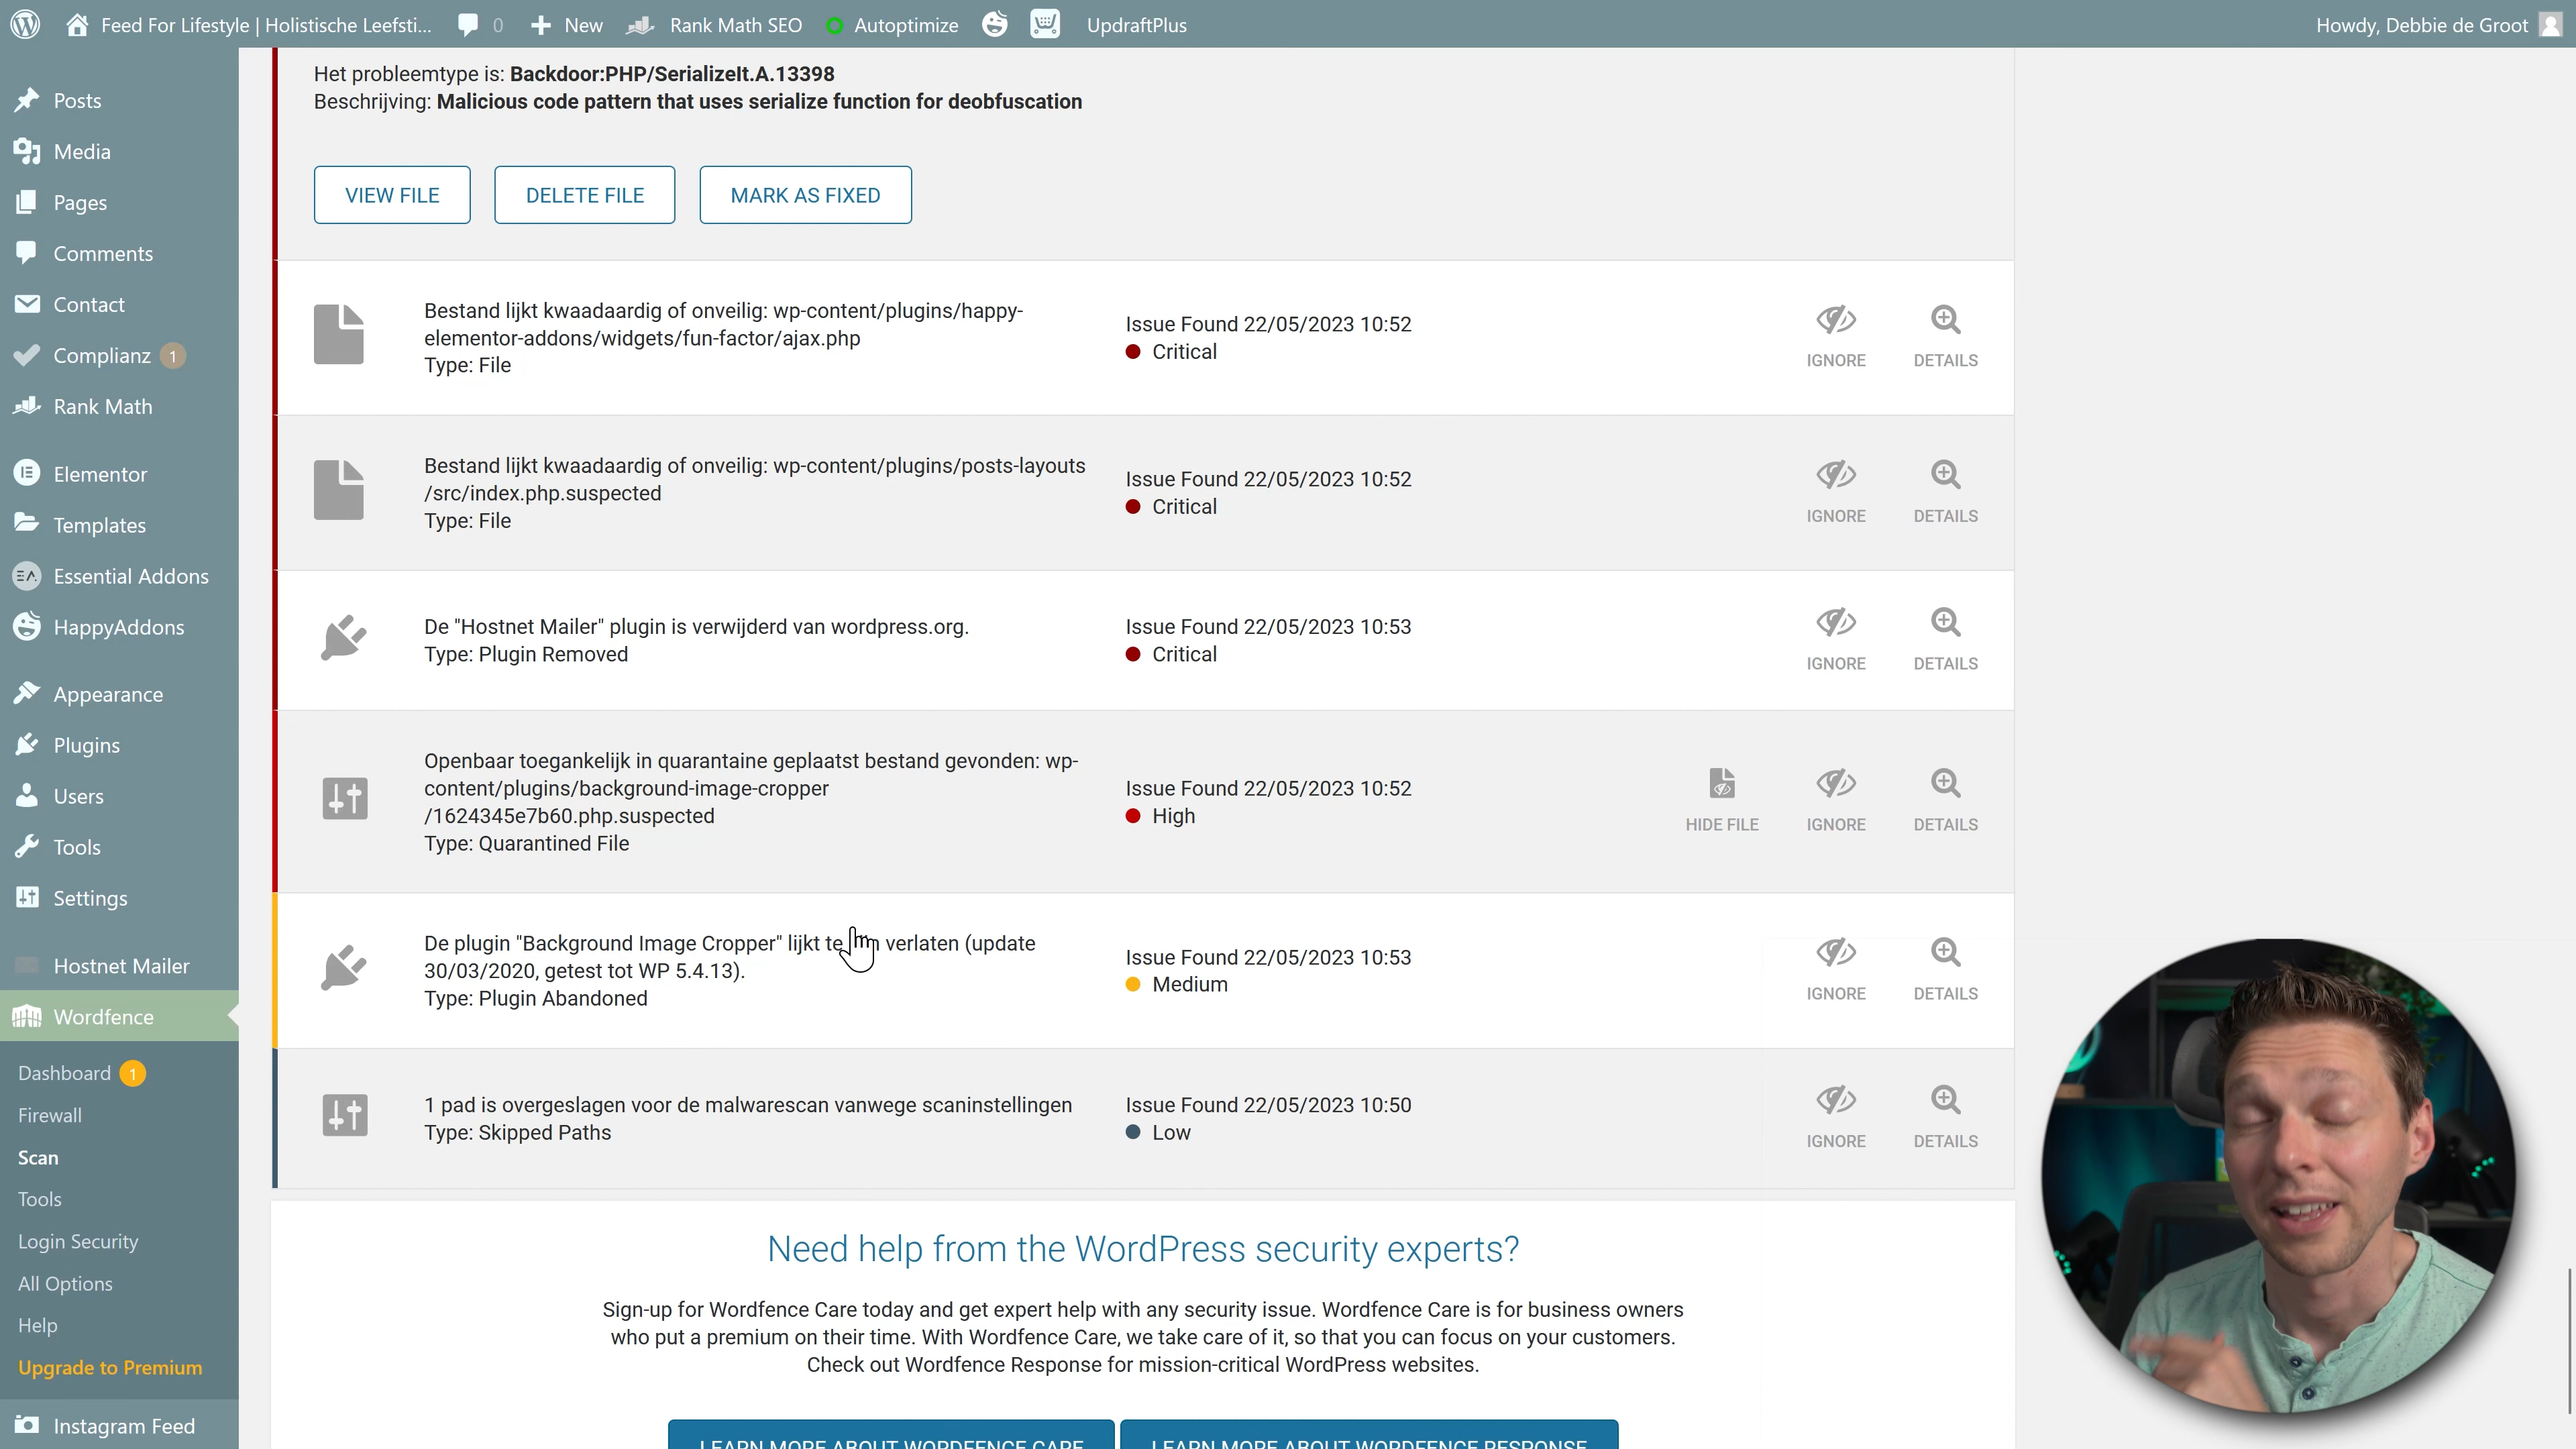 Feed For Lifestyle | Holistische Leefsti...
0
New
Rank Math SEO
Autoptimize
UpdraftPlus
Howdy, Debbie de Groot
Posts
Media
Pages
Comments
Contact
Complianz 1
Rank Math
Elementor
Templates
Essential Addons
HappyAddons
Appearance
Plugins
Users
Tools
Settings
Hostnet Mailer
Wordfence
Dashboard 1
Firewall
Scan
Tools
Login Security
All Options
Help
Upgrade to Premium
Instagram Feed
Het probleemtype is: Backdoor:PHP/SerializeIt.A.13398
Beschrijving: Malicious code pattern that uses serialize function for deobfuscation
VIEW FILE
DELETE FILE
MARK AS FIXED
Bestand lijkt kwaadaardig of onveilig: wp-content/plugins/happy-
elementor-addons/widgets/fun-factor/ajax.php
Type: File
Issue Found 22/05/2023 10:52
Critical
IGNORE
DETAILS
Bestand lijkt kwaadaardig of onveilig: wp-content/plugins/posts-layouts
/src/index.php.suspected
Type: File
Issue Found 22/05/2023 10:52
Critical
IGNORE
DETAILS
De "Hostnet Mailer" plugin is verwijderd van wordpress.org.
Type: Plugin Removed
Issue Found 22/05/2023 10:53
Critical
IGNORE
DETAILS
Openbaar toegankelijk in quarantaine geplaatst bestand gevonden: wp-
content/plugins/background-image-cropper
/1624345e7b60.php.suspected
Type: Quarantined File
Issue Found 22/05/2023 10:52
High
HIDE FILE
IGNORE
DETAILS
De plugin "Background Image Cropper" lijkt te verlaten (update
30/03/2020, getest tot WP 5.4.13).
Type: Plugin Abandoned
Issue Found 22/05/2023 10:53
Medium
IGNORE
DETAILS
1 pad is overgeslagen voor de malwarescan vanwege scaninstellingen
Type: Skipped Paths
Issue Found 22/05/2023 10:50
Low
IGNORE
DETAILS
Need help from the WordPress security experts?
Sign-up for Wordfence Care today and get expert help with any security issue. Wordfence Care is for business owners
who put a premium on their time. With Wordfence Care, we take care of it, so that you can focus on your customers.
Check out Wordfence Response for mission-critical WordPress websites.
LEARN MORE ABOUT WORDFENCE CARE
LEARN MORE ABOUT WORDFENCE RESPONSE